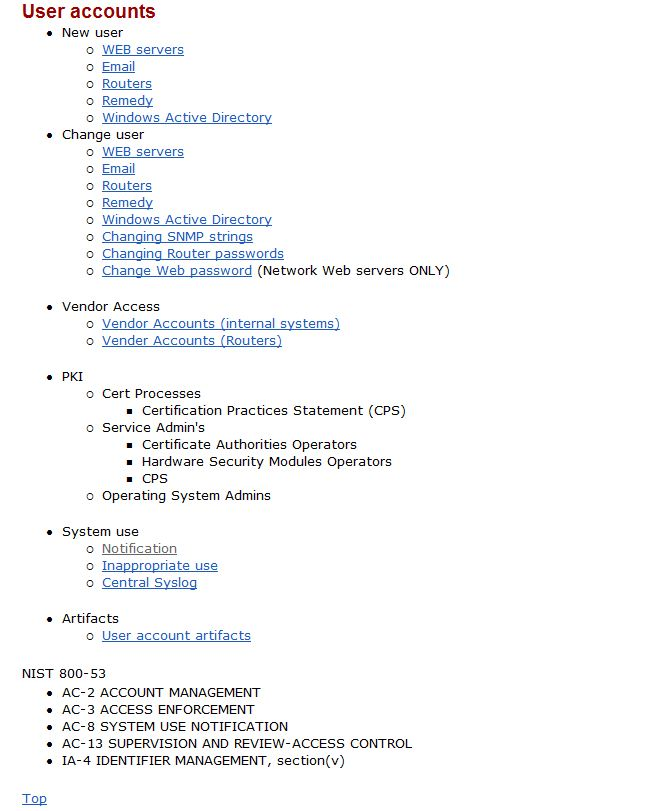 User accounts
New user
WEB servers
Email
Routers
Remedy
Windows Active Directory
Change user
WEB servers
Email
Routers
Remedy
Windows Active Directory
Changing SNMP strings
Changing Router passwords
Change Web password (Network Web servers ONLY)
Vendor Access
Vendor Accounts (internal systems)
Vender Accounts (Routers)
PKI
Cert Processes
Certification Practices Statement (CPS)
Service Admin's
Certificate Authorities Operators
Hardware Security Modules Operators
CPS
Operating System Admins
System use
Notification
Inappropriate use
Central Syslog
Artifacts
User account artifacts
NIST 800-53
AC-2 ACCOUNT MANAGEMENT
AC-3 ACCESS ENFORCEMENT
AC-8 SYSTEM USE NOTIFICATION
AC-13 SUPERVISION AND REVIEW-ACCESS CONTROL
IA-4 IDENTIFIER MANAGEMENT, section(v)
Top